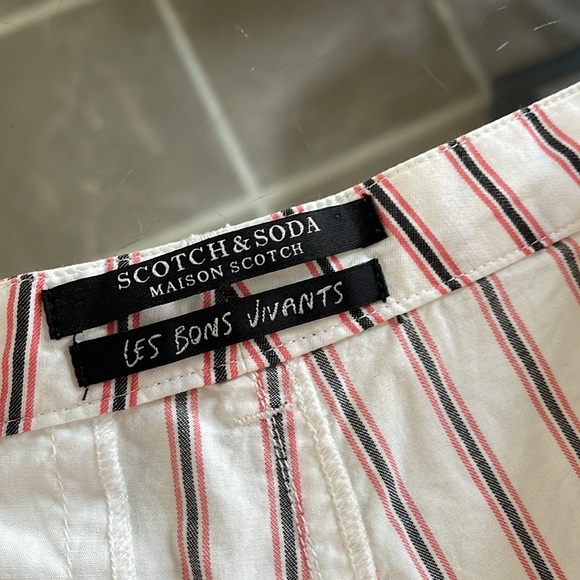 SCOTCH & SODA
MAISON SCOTCH
LES BONS VIVANTS